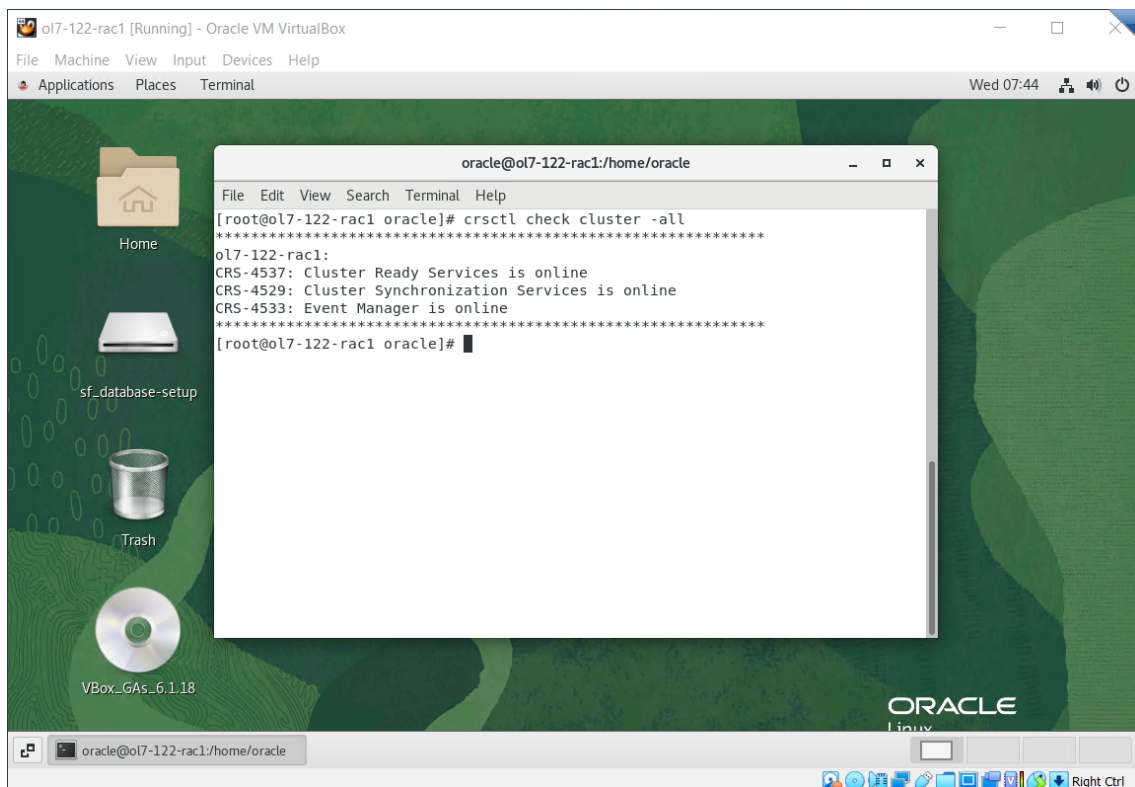 ol7-122-rac1 [Running] - Oracle VM VirtualBox
File Machine View Input Devices Help
Applications Places Terminal Wed 07:44
oracle@ol7-122-rac1:/home/oracle
File Edit View Search Terminal Help
[root@ol7-122-rac1 oracle]# crsctl check cluster -all
**************************************************************
ol7-122-rac1:
CRS-4537: Cluster Ready Services is online
CRS-4529: Cluster Synchronization Services is online
CRS-4533: Event Manager is online
**************************************************************
[root@ol7-122-rac1 oracle]#
Home
sf_database-setup
Trash
VBox_GAs_6.1.18
ORACLE
Linux
oracle@ol7-122-rac1:/home/oracle
Right Ctrl